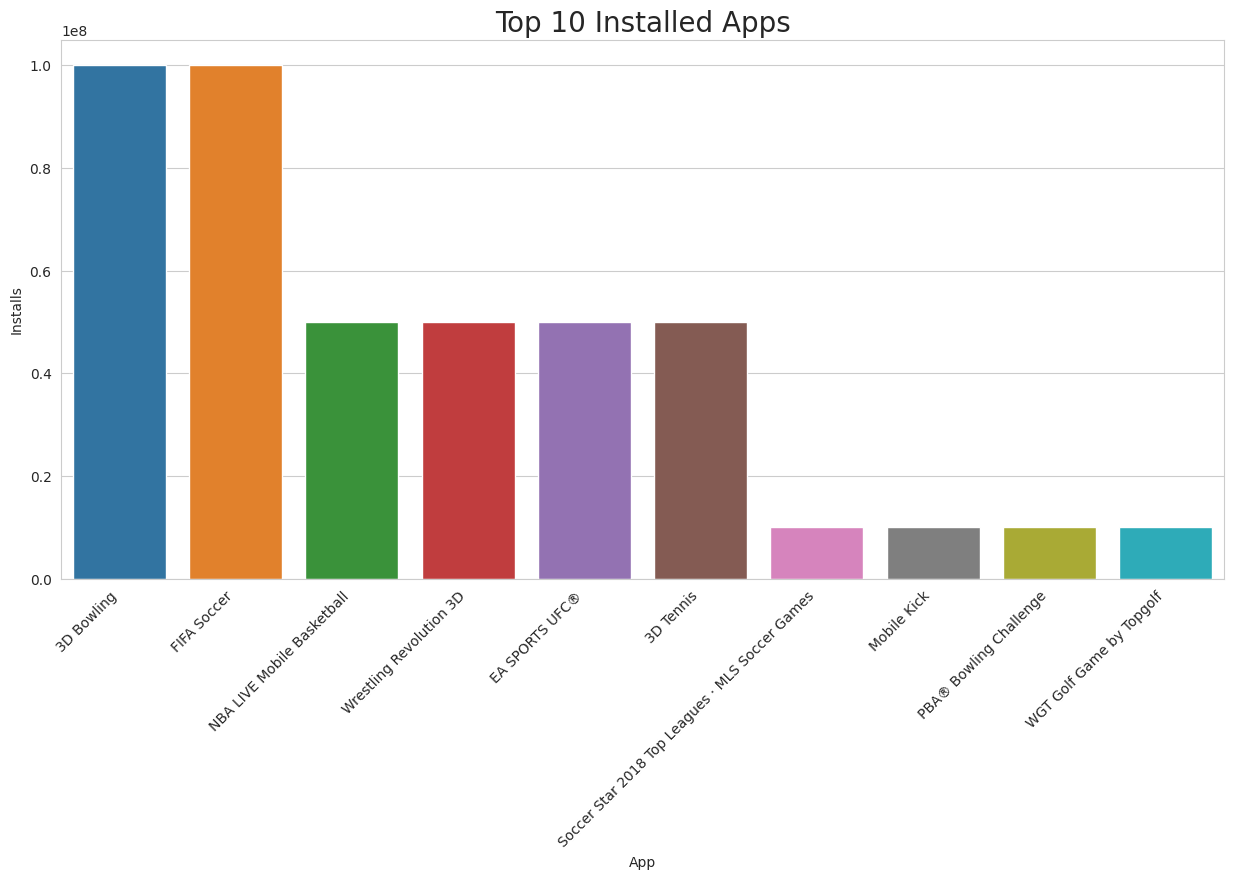 Top 10 Installed Apps
1e8
1.0
0.8
0.6
0.4
0.2
0.0
Installs
3D Bowling
FIFA Soccer
NBA LIVE Mobile Basketball
Wrestling Revolution 3D
EA SPORTS UFC®
3D Tennis
Soccer Star 2018 Top Leagues · MLS Soccer Games
Mobile Kick
PBA® Bowling Challenge
WGT Golf Game by Topgolf
App